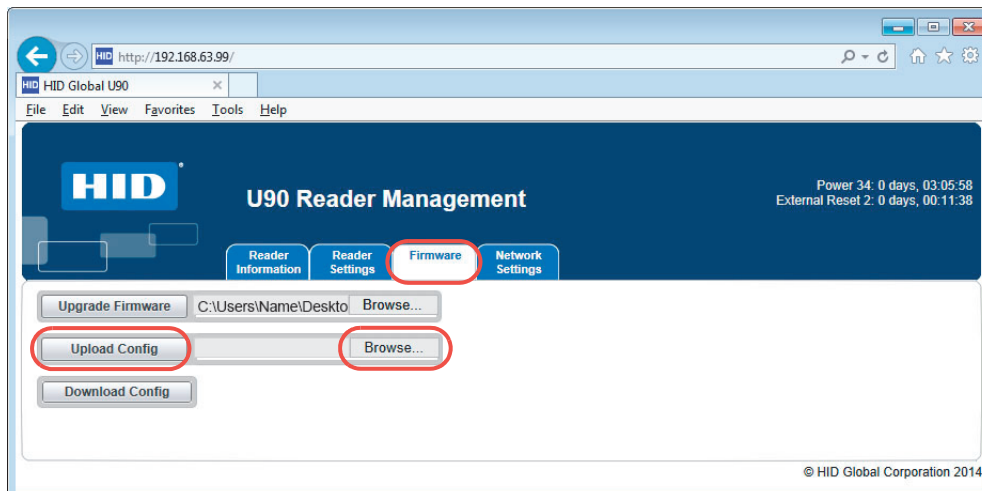 HID http://192.168.63.99/
HID HID Global U90
File Edit View Favorites Tools Help
HID
U90 Reader Management
Power 34: 0 days, 03:05:58
External Reset 2: 0 days, 00:11:38
Reader Information
Reader Settings
Firmware
Network Settings
Upgrade Firmware C:\Users\Name\Deskto Browse...
Upload Config Browse...
Download Config
© HID Global Corporation 2014